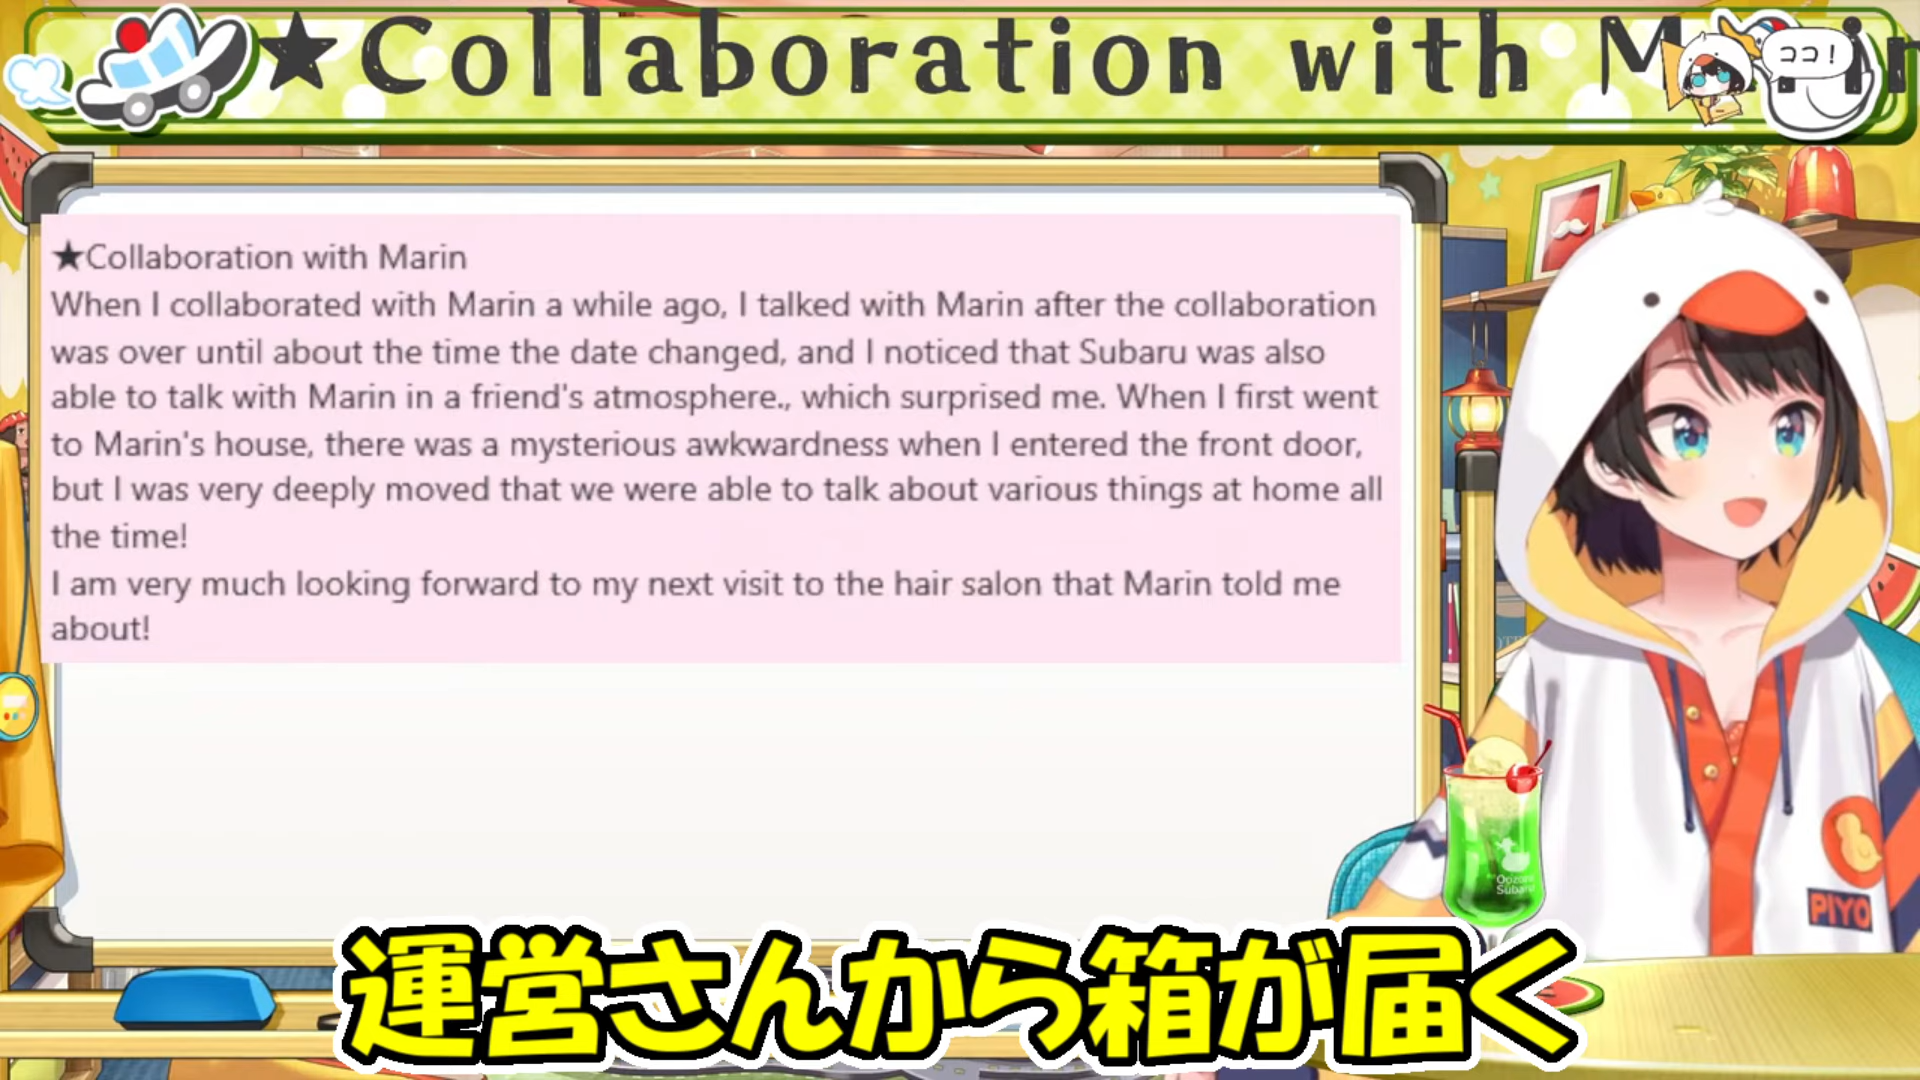 ★Collaboration with Marin
ココ!
★Collaboration with Marin
When I collaborated with Marin a while ago, I talked with Marin after the collaboration
was over until about the time the date changed, and I noticed that Subaru was also
able to talk with Marin in a friend's atmosphere., which surprised me. When I first went
to Marin's house, there was a mysterious awkwardness when I entered the front door,
but I was very deeply moved that we were able to talk about various things at home all
the time!
I am very much looking forward to my next visit to the hair salon that Marin told me
about!
Oozora
Subaru
PIYO
運営さんから箱が届く